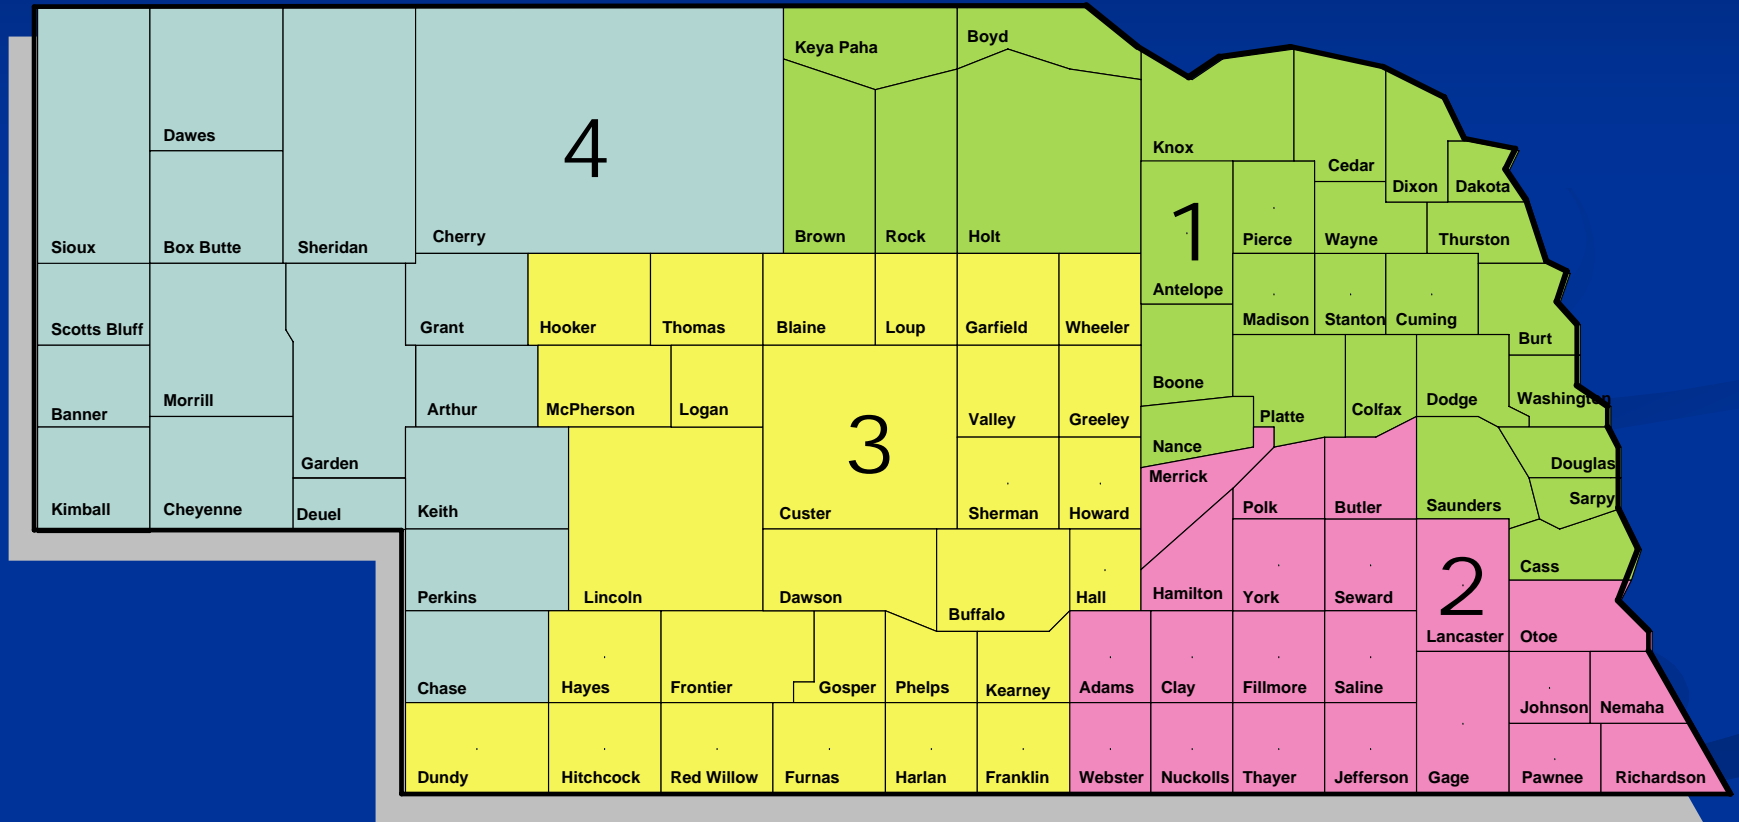 Keya Paha
Boyd
Dawes
4
Knox
Cedar
Dixon
Dakota
Sioux
Box Butte
Sheridan
Cherry
Brown
Rock
Holt
1
Pierce
Wayne
Thurston
Antelope
Scotts Bluff
Grant
Hooker
Thomas
Blaine
Loup
Garfield
Wheeler
Madison
Stanton
Cuming
Burt
Banner
Morrill
Arthur
McPherson
Logan
3
Valley
Greeley
Boone
Platte
Colfax
Dodge
Washington
Nance
Garden
Merrick
Douglas
Kimball
Cheyenne
Deuel
Keith
Custer
Sherman
Howard
Polk
Butler
Saunders
Sarpy
Perkins
Lincoln
Dawson
Buffalo
Hall
Hamilton
York
Seward
2
Cass
Lancaster
Otoe
Chase
Hayes
Frontier
Gosper
Phelps
Kearney
Adams
Clay
Fillmore
Saline
Johnson
Nemaha
Dundy
Hitchcock
Red Willow
Furnas
Harlan
Franklin
Webster
Nuckolls
Thayer
Jefferson
Gage
Pawnee
Richardson